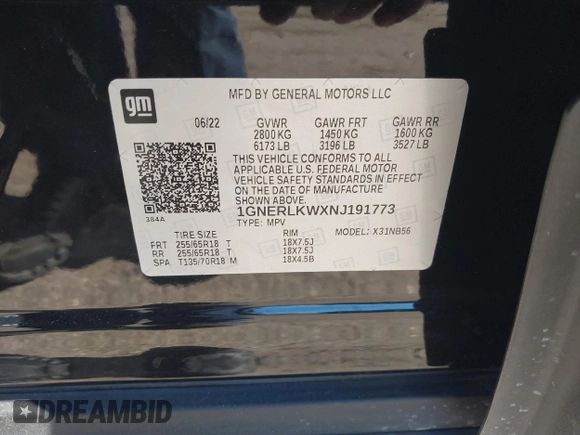 gm
MFD BY GENERAL MOTORS LLC
06/22 GVWR GAWR FRT GAWR RR
2800 KG 1450 KG 1600 KG
6173 LB 3196 LB 3527 LB
THIS VEHICLE CONFORMS TO ALL
APPLICABLE U.S. FEDERAL MOTOR
VEHICLE SAFETY STANDARDS IN EFFECT
ON THE DATE OF MANUFACTURE
SHOWN ABOVE.
384A 1GNERLKWXNJ191773
TYPE: MPV MODEL: X31NB56
TIRE SIZE RIM
FRT 255/65R18 T 18X7.5J
RR 255/65R18 T 18X7.5J
SPA T135/70R18 M 18X4.5B
DREAMBID